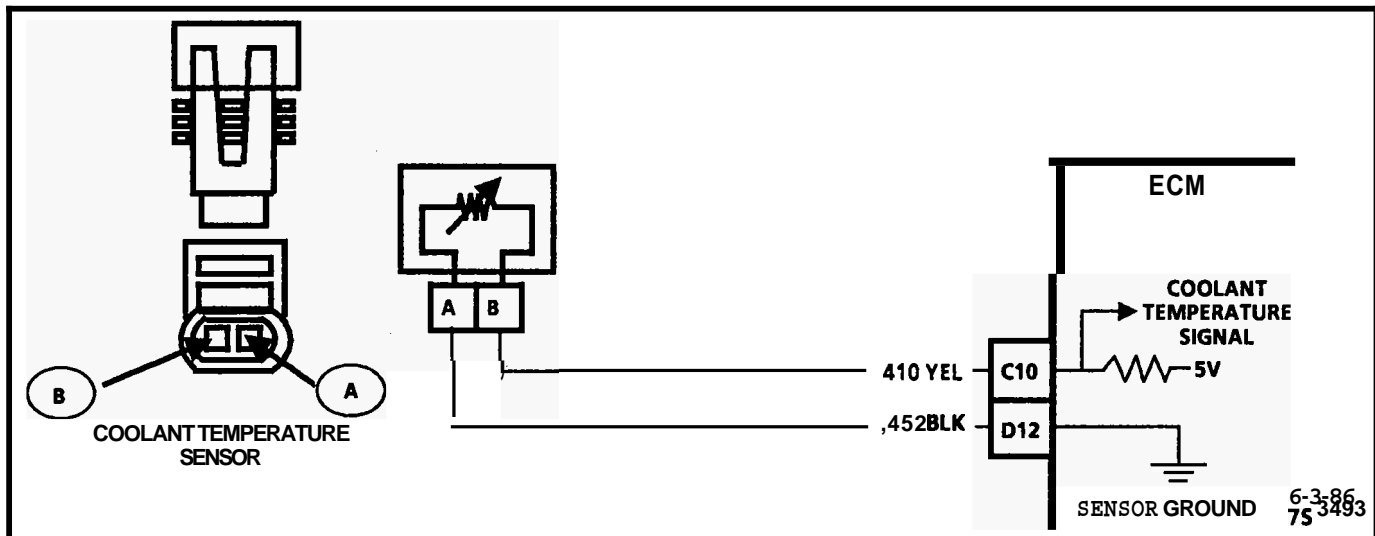 ECM
COOLANT
TEMPERATURE
SIGNAL
A B
410 YEL C10 5V
,452BLK D12
B A
COOLANT TEMPERATURE
SENSOR
SENSOR GROUND
6-3-86
7S 3493